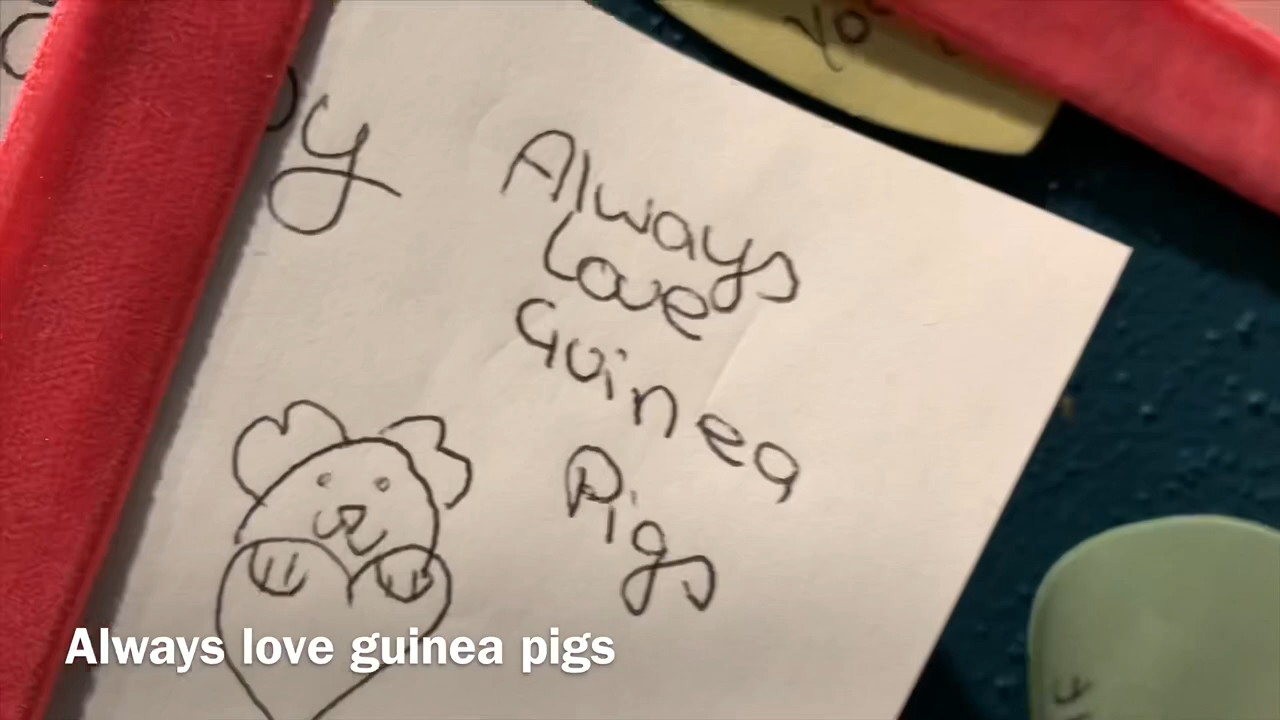 y
Always
love
Guinea
Pigs
Always love guinea pigs